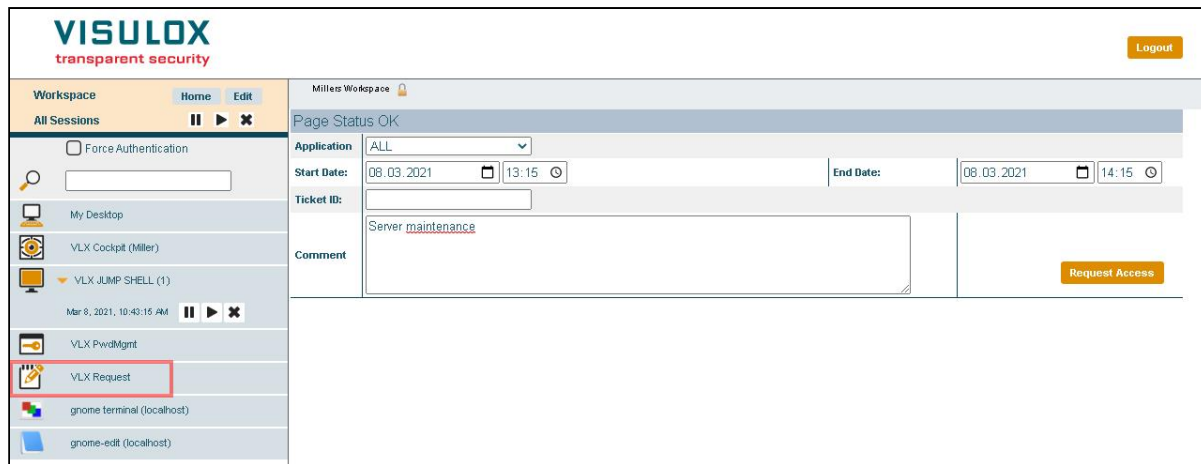 VISULOX
transparent security
Logout
Workspace Home Edit
All Sessions
Force Authentication
My Desktop
VLX Cockpit (Miller)
VLX JUMP SHELL (1)
Mar 8, 2021, 10:43:15 AM
VLX PwdMgmt
VLX Request
gnome terminal (localhost)
gnome-edit (localhost)
Millers Workspace
Page Status OK
Application ALL
Start Date: 08.03.2021 13:15 End Date: 08.03.2021 14:15
Ticket ID:
Comment Server maintenance
Request Access